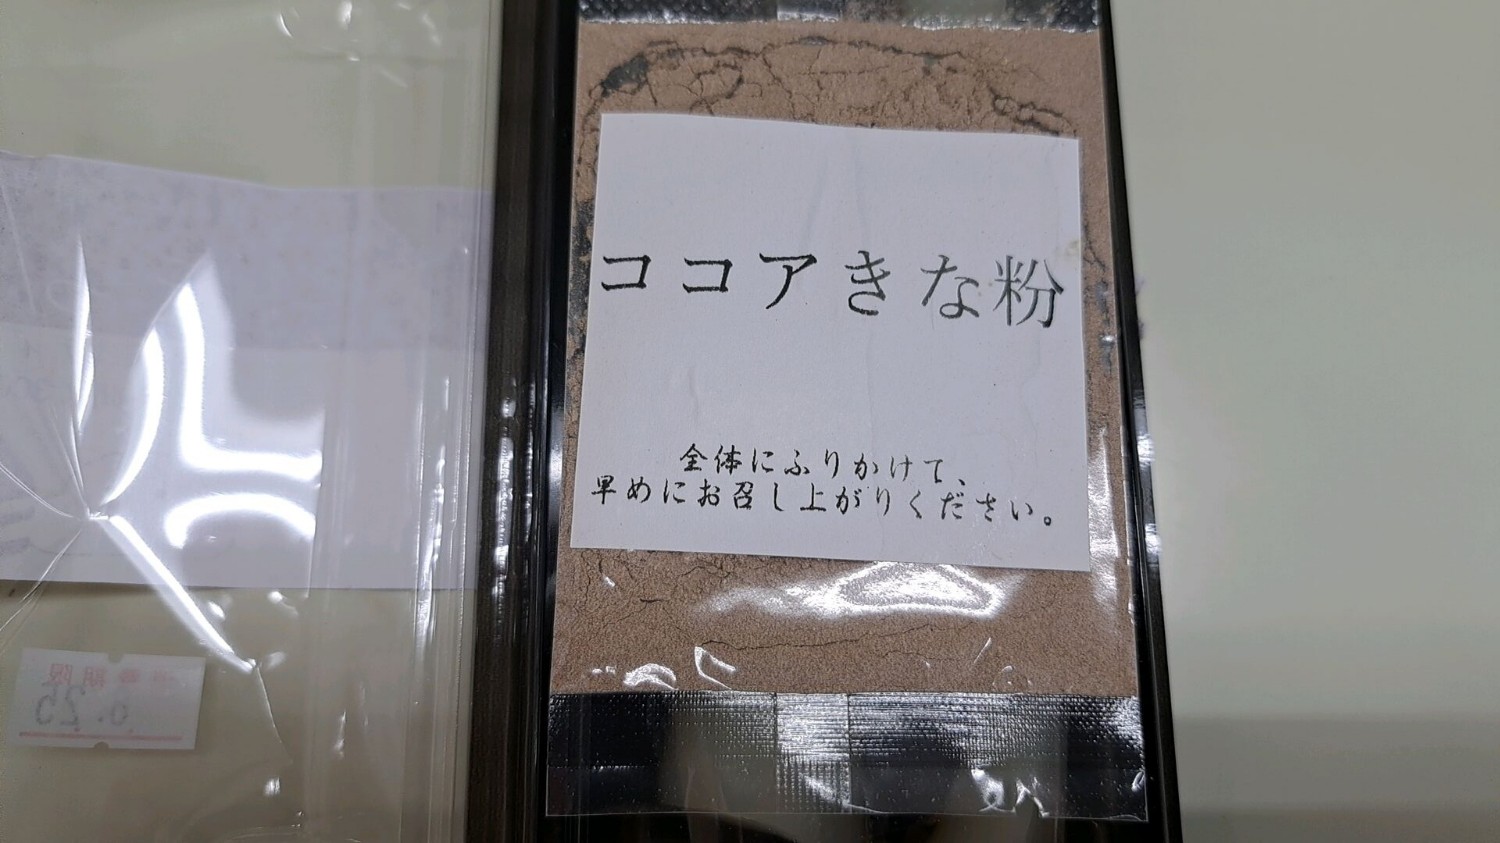 ココアきな粉
全体にふりかけて、
早めにお召し上がりください。